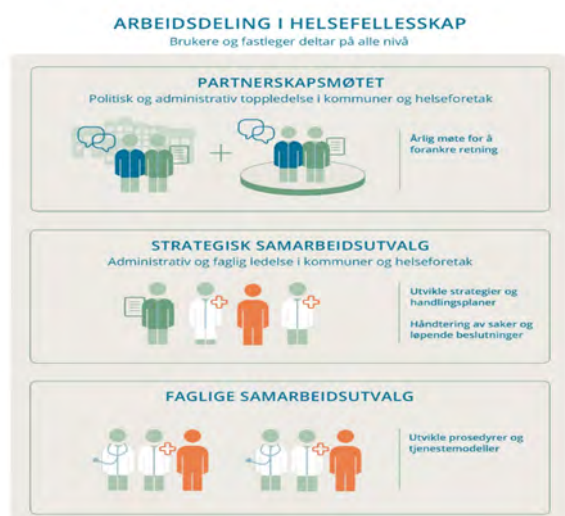 ARBEIDSDELING I HELSEFELLESSKAP
Brukere og fastleger deltar på alle nivå
PARTNERSKAPSMØTET
Politisk og administrativ toppledelse i kommuner og helseforetak
Årlig møte for å
forankre retning
STRATEGISK SAMARBEIDSUTVALG
Administrativ og faglig ledelse i kommuner og helseforetak
Utvikle strategier og
handlingsplaner
Håndtering av saker og
løpende beslutninger
FAGLIGE SAMARBEIDSUTVALG
Utvikle prosedyrer og
tjenestemodeller